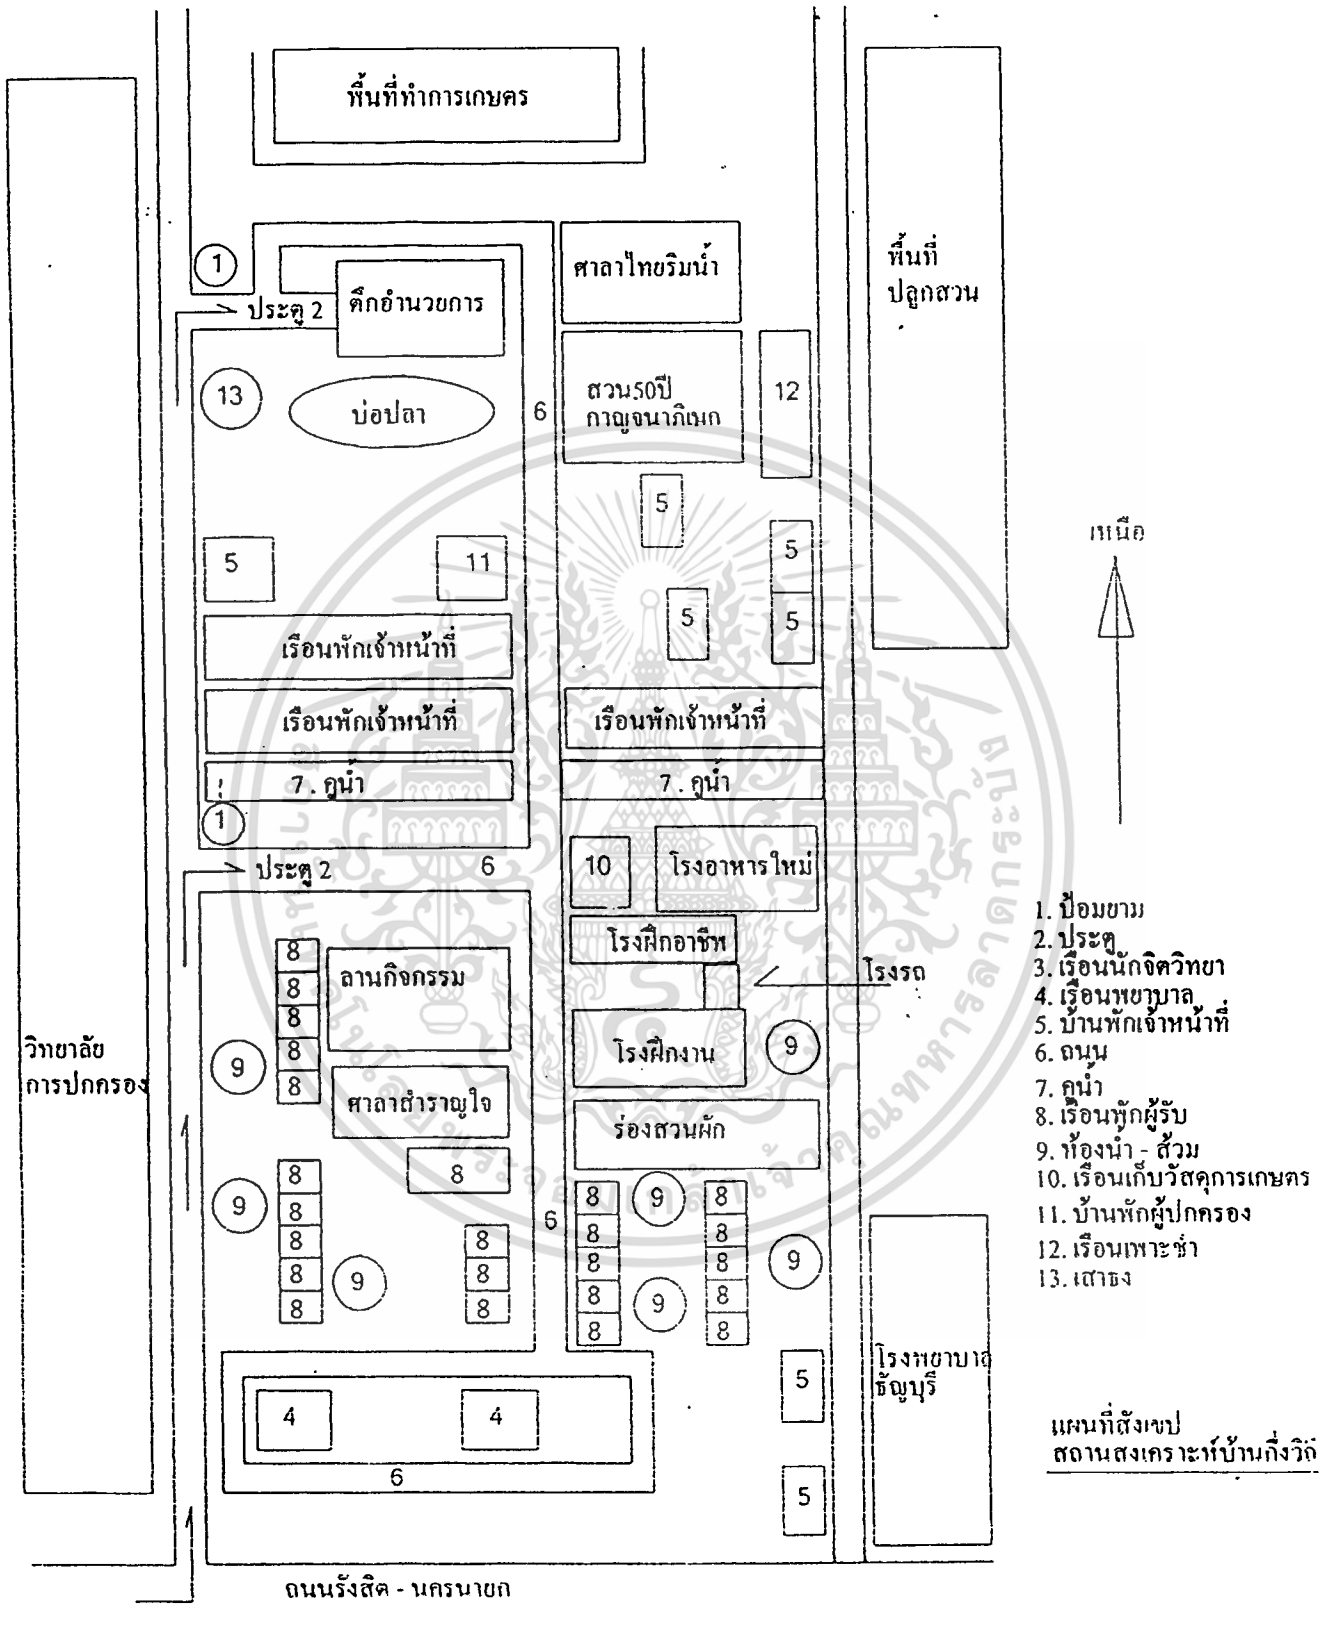 พื้นที่ทำการเกษตร
1
ศาลาไทยริมน้ำ
พื้นที่
ปลูกสวน
ประตู 2
ตึกอำนวยการ
13
บ่อปลา
6
สวน50ปี
กาญจนาภิเษก
12
5
5
5
11
5
5
เหนือ
เรือนพักเจ้าหน้าที่
เรือนพักเจ้าหน้าที่
เรือนพักเจ้าหน้าที่
7. คูน้ำ
7. คูน้ำ
1
ประตู 2
6
10
โรงอาหารใหม่
โรงฝึกอาชีพ
โรงรถ
8
8
8
8
8
ลานกิจกรรม
9
โรงฝึกงาน
9
วิทยาลัย
การปกครอง
ศาลาสำราญใจ
ร่องสวนผัก
8
8
8
8
8
9
9
8
6
8
8
8
8
8
8
8
8
9
9
8
8
8
8
8
9
4
4
6
5
5
โรงพยาบาล
ธัญบุรี
1. ป้อมยาม
2. ประตู
3. เรือนนักจิตวิทยา
4. เรือนพยาบาล
5. บ้านพักเจ้าหน้าที่
6. ถนน
7. คูน้ำ
8. เรือนพักผู้รับ
9. ห้องน้ำ - ส้วม
10. เรือนเก็บวัสดุการเกษตร
11. บ้านพักผู้ปกครอง
12. เรือนเพาะชำ
13. เสาธง
แผนที่สังเขป
สถานสงเคราะห์บ้านกึ่งวิถี
ถนนรังสิต - นครนายก